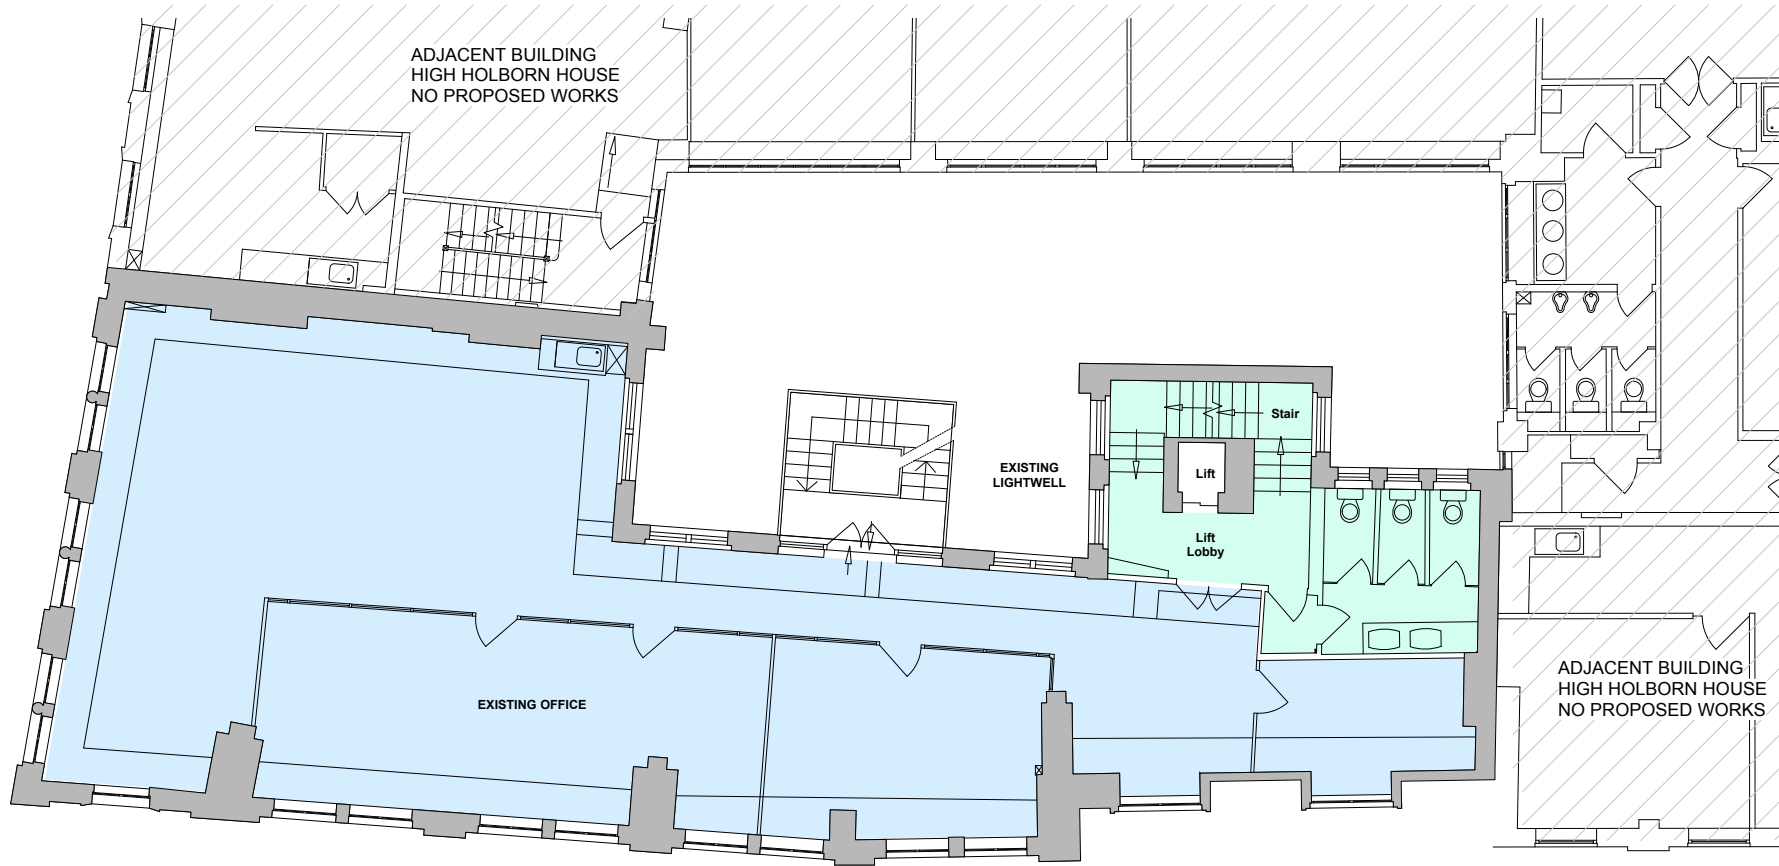 ADJACENT BUILDING
HIGH HOLBORN HOUSE
NO PROPOSED WORKS
Stair
EXISTING
LIGHTWELL
Lift
Lift
Lobby
EXISTING OFFICE
ADJACENT BUILDING
HIGH HOLBORN HOUSE
NO PROPOSED WORKS